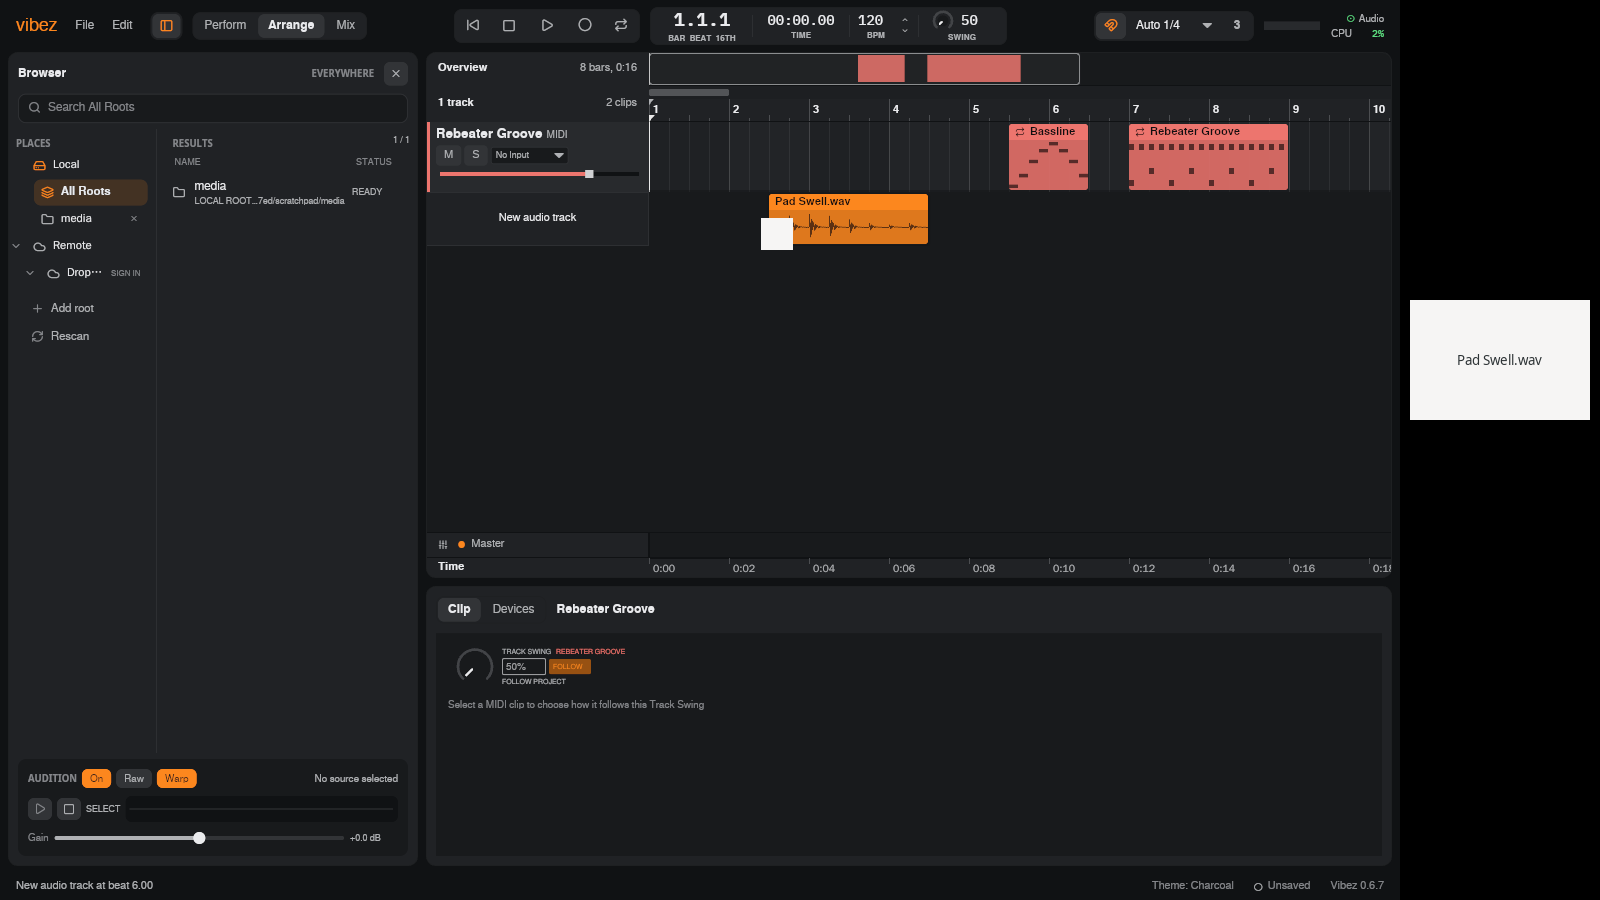 vibez File Edit Perform Arrange Mix
1.1.1 00:00.00 120 50
BAR BEAT 16TH TIME BPM SWING
Auto 1/4 3
Audio
CPU 2%
Browser EVERYWHERE
Search All Roots
PLACES
Local
All Roots
media
Remote
Drop··· SIGN IN
Add root
Rescan
RESULTS 1 / 1
NAME STATUS
media READY
LOCAL ROOT...7ed/scratchpad/media
AUDITION On Raw Warp No source selected
SELECT
Gain +0.0 dB
Overview 8 bars, 0:16
1 track 2 clips
1 2 3 4 5 6 7 8 9 10
Rebeater Groove MIDI
M S No Input
Bassline Rebeater Groove
New audio track
Pad Swell.wav
Master
Time 0:00 0:02 0:04 0:06 0:08 0:10 0:12 0:14 0:16
Clip Devices Rebeater Groove
TRACK SWING REBEATER GROOVE
50% FOLLOW
FOLLOW PROJECT
Select a MIDI clip to choose how it follows this Track Swing
Pad Swell.wav
New audio track at beat 6.00 Theme: Charcoal Unsaved Vibez 0.6.7